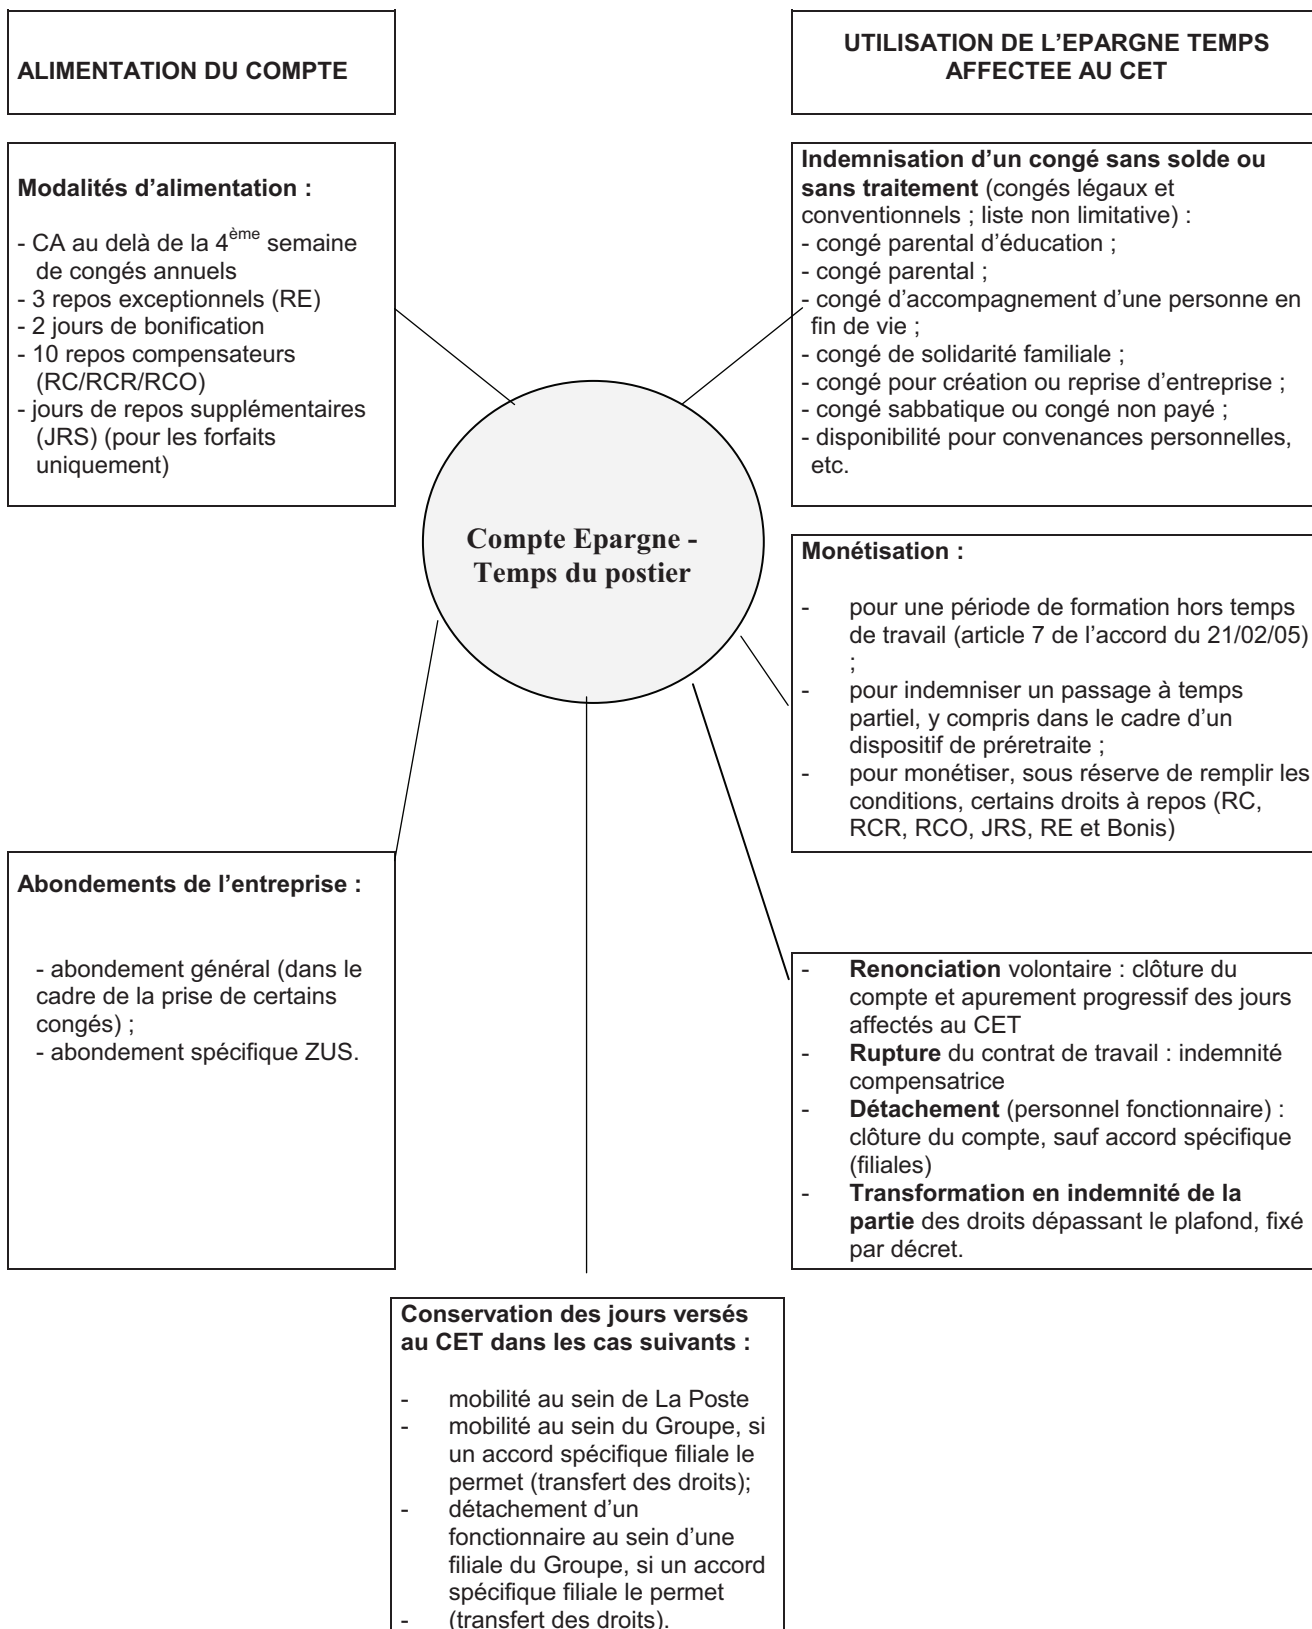 ALIMENTATION DU COMPTE
UTILISATION DE L’EPARGNE TEMPS
AFFECTEE AU CET
Modalités d’alimentation :
- CA au delà de la 4ème semaine
de congés annuels
- 3 repos exceptionnels (RE)
- 2 jours de bonification
- 10 repos compensateurs
(RC/RCR/RCO)
- jours de repos supplémentaires
(JRS) (pour les forfaits
uniquement)
Indemnisation d’un congé sans solde ou
sans traitement (congés légaux et
conventionnels ; liste non limitative) :
- congé parental d’éducation ;
- congé parental ;
- congé d’accompagnement d’une personne en
fin de vie ;
- congé de solidarité familiale ;
- congé pour création ou reprise d’entreprise ;
- congé sabbatique ou congé non payé ;
- disponibilité pour convenances personnelles,
etc.
Compte Epargne -
Temps du postier
Monétisation :
- pour une période de formation hors temps
de travail (article 7 de l’accord du 21/02/05)
;
- pour indemniser un passage à temps
partiel, y compris dans le cadre d’un
dispositif de préretraite ;
- pour monétiser, sous réserve de remplir les
conditions, certains droits à repos (RC,
RCR, RCO, JRS, RE et Bonis)
Abondements de l’entreprise :
- abondement général (dans le
cadre de la prise de certains
congés) ;
- abondement spécifique ZUS.
- Renonciation volontaire : clôture du
compte et apurement progressif des jours
affectés au CET
- Rupture du contrat de travail : indemnité
compensatrice
- Détachement (personnel fonctionnaire) :
clôture du compte, sauf accord spécifique
(filiales)
- Transformation en indemnité de la
partie des droits dépassant le plafond, fixé
par décret.
Conservation des jours versés
au CET dans les cas suivants :
- mobilité au sein de La Poste
- mobilité au sein du Groupe, si
un accord spécifique filiale le
permet (transfert des droits);
- détachement d’un
fonctionnaire au sein d’une
filiale du Groupe, si un accord
spécifique filiale le permet
- (transfert des droits).